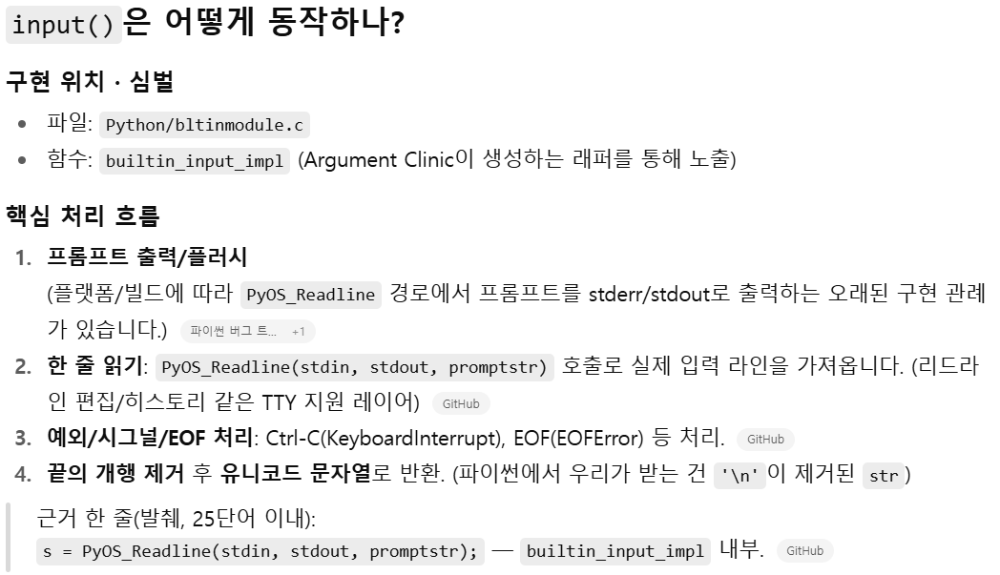 input()은 어떻게 동작하나?
구현 위치 · 심벌
• 파일: Python/bltinmodule.c
• 함수: builtin_input_impl (Argument Clinic이 생성하는 래퍼를 통해 노출)
핵심 처리 흐름
1. 프롬프트 출력/플러시
(플랫폼/빌드에 따라 PyOS_Readline 경로에서 프롬프트를 stderr/stdout로 출력하는 오래된 구현 관례
가 있습니다.) 파이썬 버그 트... +1
2. 한 줄 읽기: PyOS_Readline(stdin, stdout, promptstr) 호출로 실제 입력 라인을 가져옵니다. (리드라
인 편집/히스토리 같은 TTY 지원 레이어) GitHub
3. 예외/시그널/EOF 처리: Ctrl-C(KeyboardInterrupt), EOF(EOFError) 등 처리. GitHub
4. 끝의 개행 제거 후 유니코드 문자열로 반환. (파이썬에서 우리가 받는 건 '\n'이 제거된 str)
근거 한 줄(발췌, 25단어 이내):
s = PyOS_Readline(stdin, stdout, promptstr); — builtin_input_impl 내부. GitHub